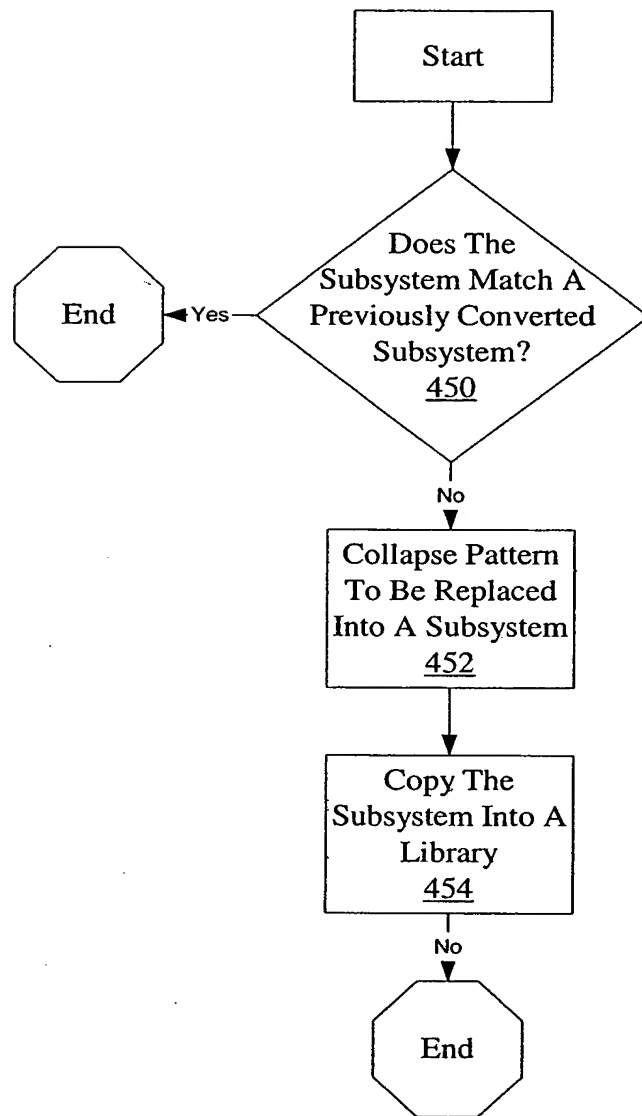 Start
Does The
Subsystem Match A
Previously Converted
Subsystem?
450
End
Yes
No
Collapse Pattern
To Be Replaced
Into A Subsystem
452
Copy The
Subsystem Into A
Library
454
No
End